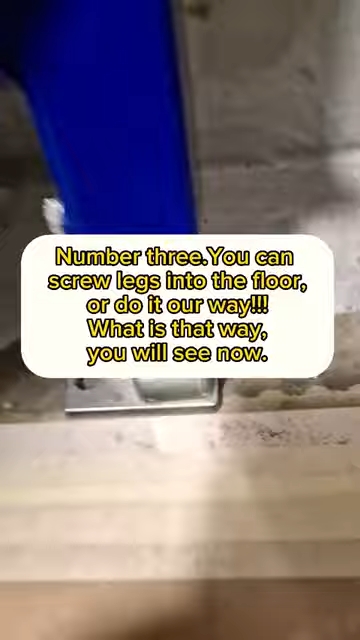 Number three.You can
screw legs into the floor,
or do it our way!!!
What is that way,
you will see now.